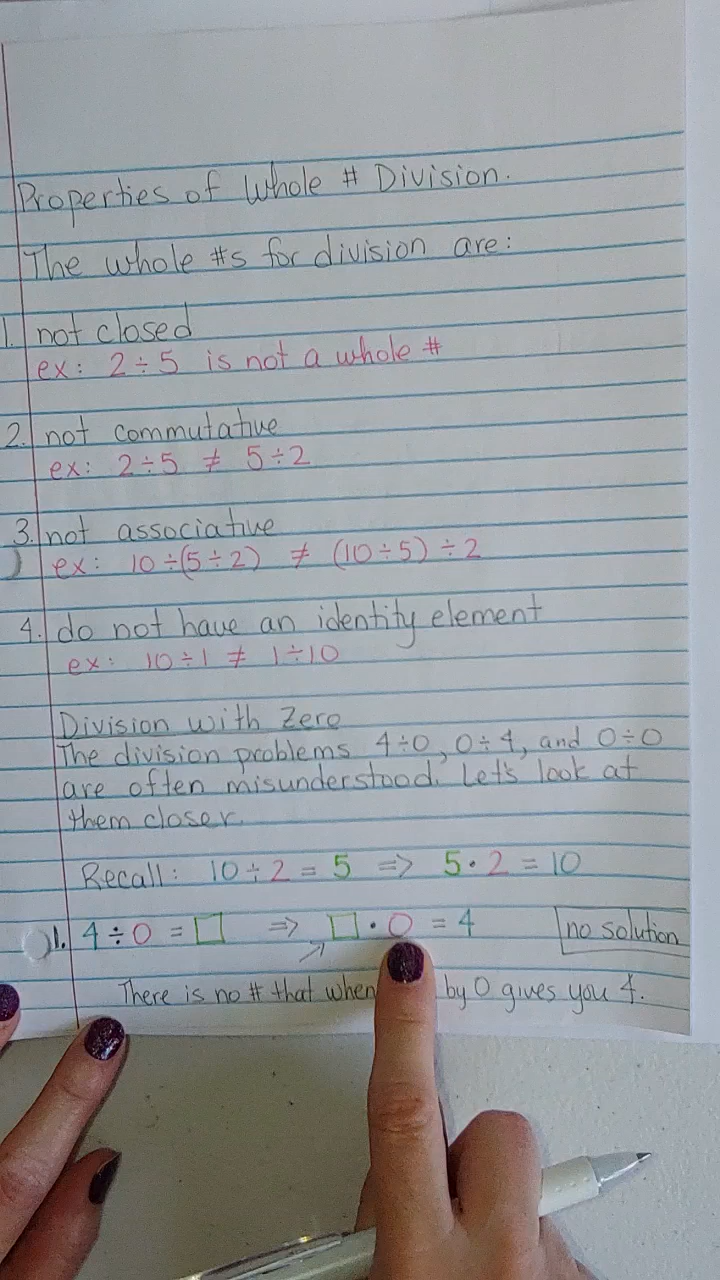 Properties of Whole # Division.
The whole #s for division are:
1. not closed
ex: 2÷5 is not a whole #
2. not commutative
ex: 2÷5 ≠ 5÷2
3. not associative
ex: 10÷(5÷2) ≠ (10÷5)÷2
4. do not have an identity element
ex: 10÷1 ≠ 1÷10
Division with Zero
The division problems 4÷0, 0÷4, and 0÷0
are often misunderstood. Let's look at
them closer.
Recall: 10÷2 = 5 => 5·2 = 10
1. 4÷0 = □ => □·0 = 4 no solution
There is no # that when by 0 gives you 4.